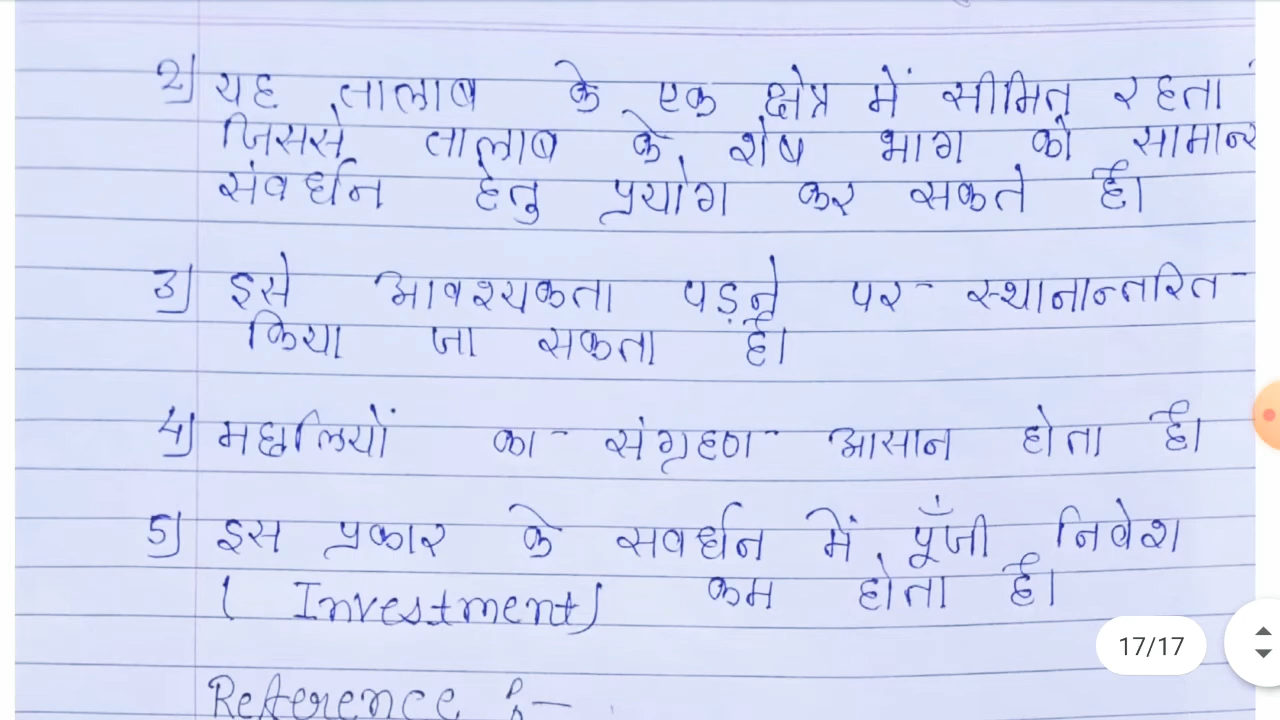 2) यह तालाब के एक क्षेत्र में सीमित रहता
जिससे तालाब के शेष भाग को सामान्य
संवर्धन हेतु प्रयोग कर सकते हैं।
3) इसे आवश्यकता पड़ने पर स्थानान्तरित
किया जा सकता है।
4) मछलियों का संग्रहण आसान होता है।
5) इस प्रकार के सवर्धन में पूँजी निवेश
( Investment) कम होता है।
17/17
Reference :-